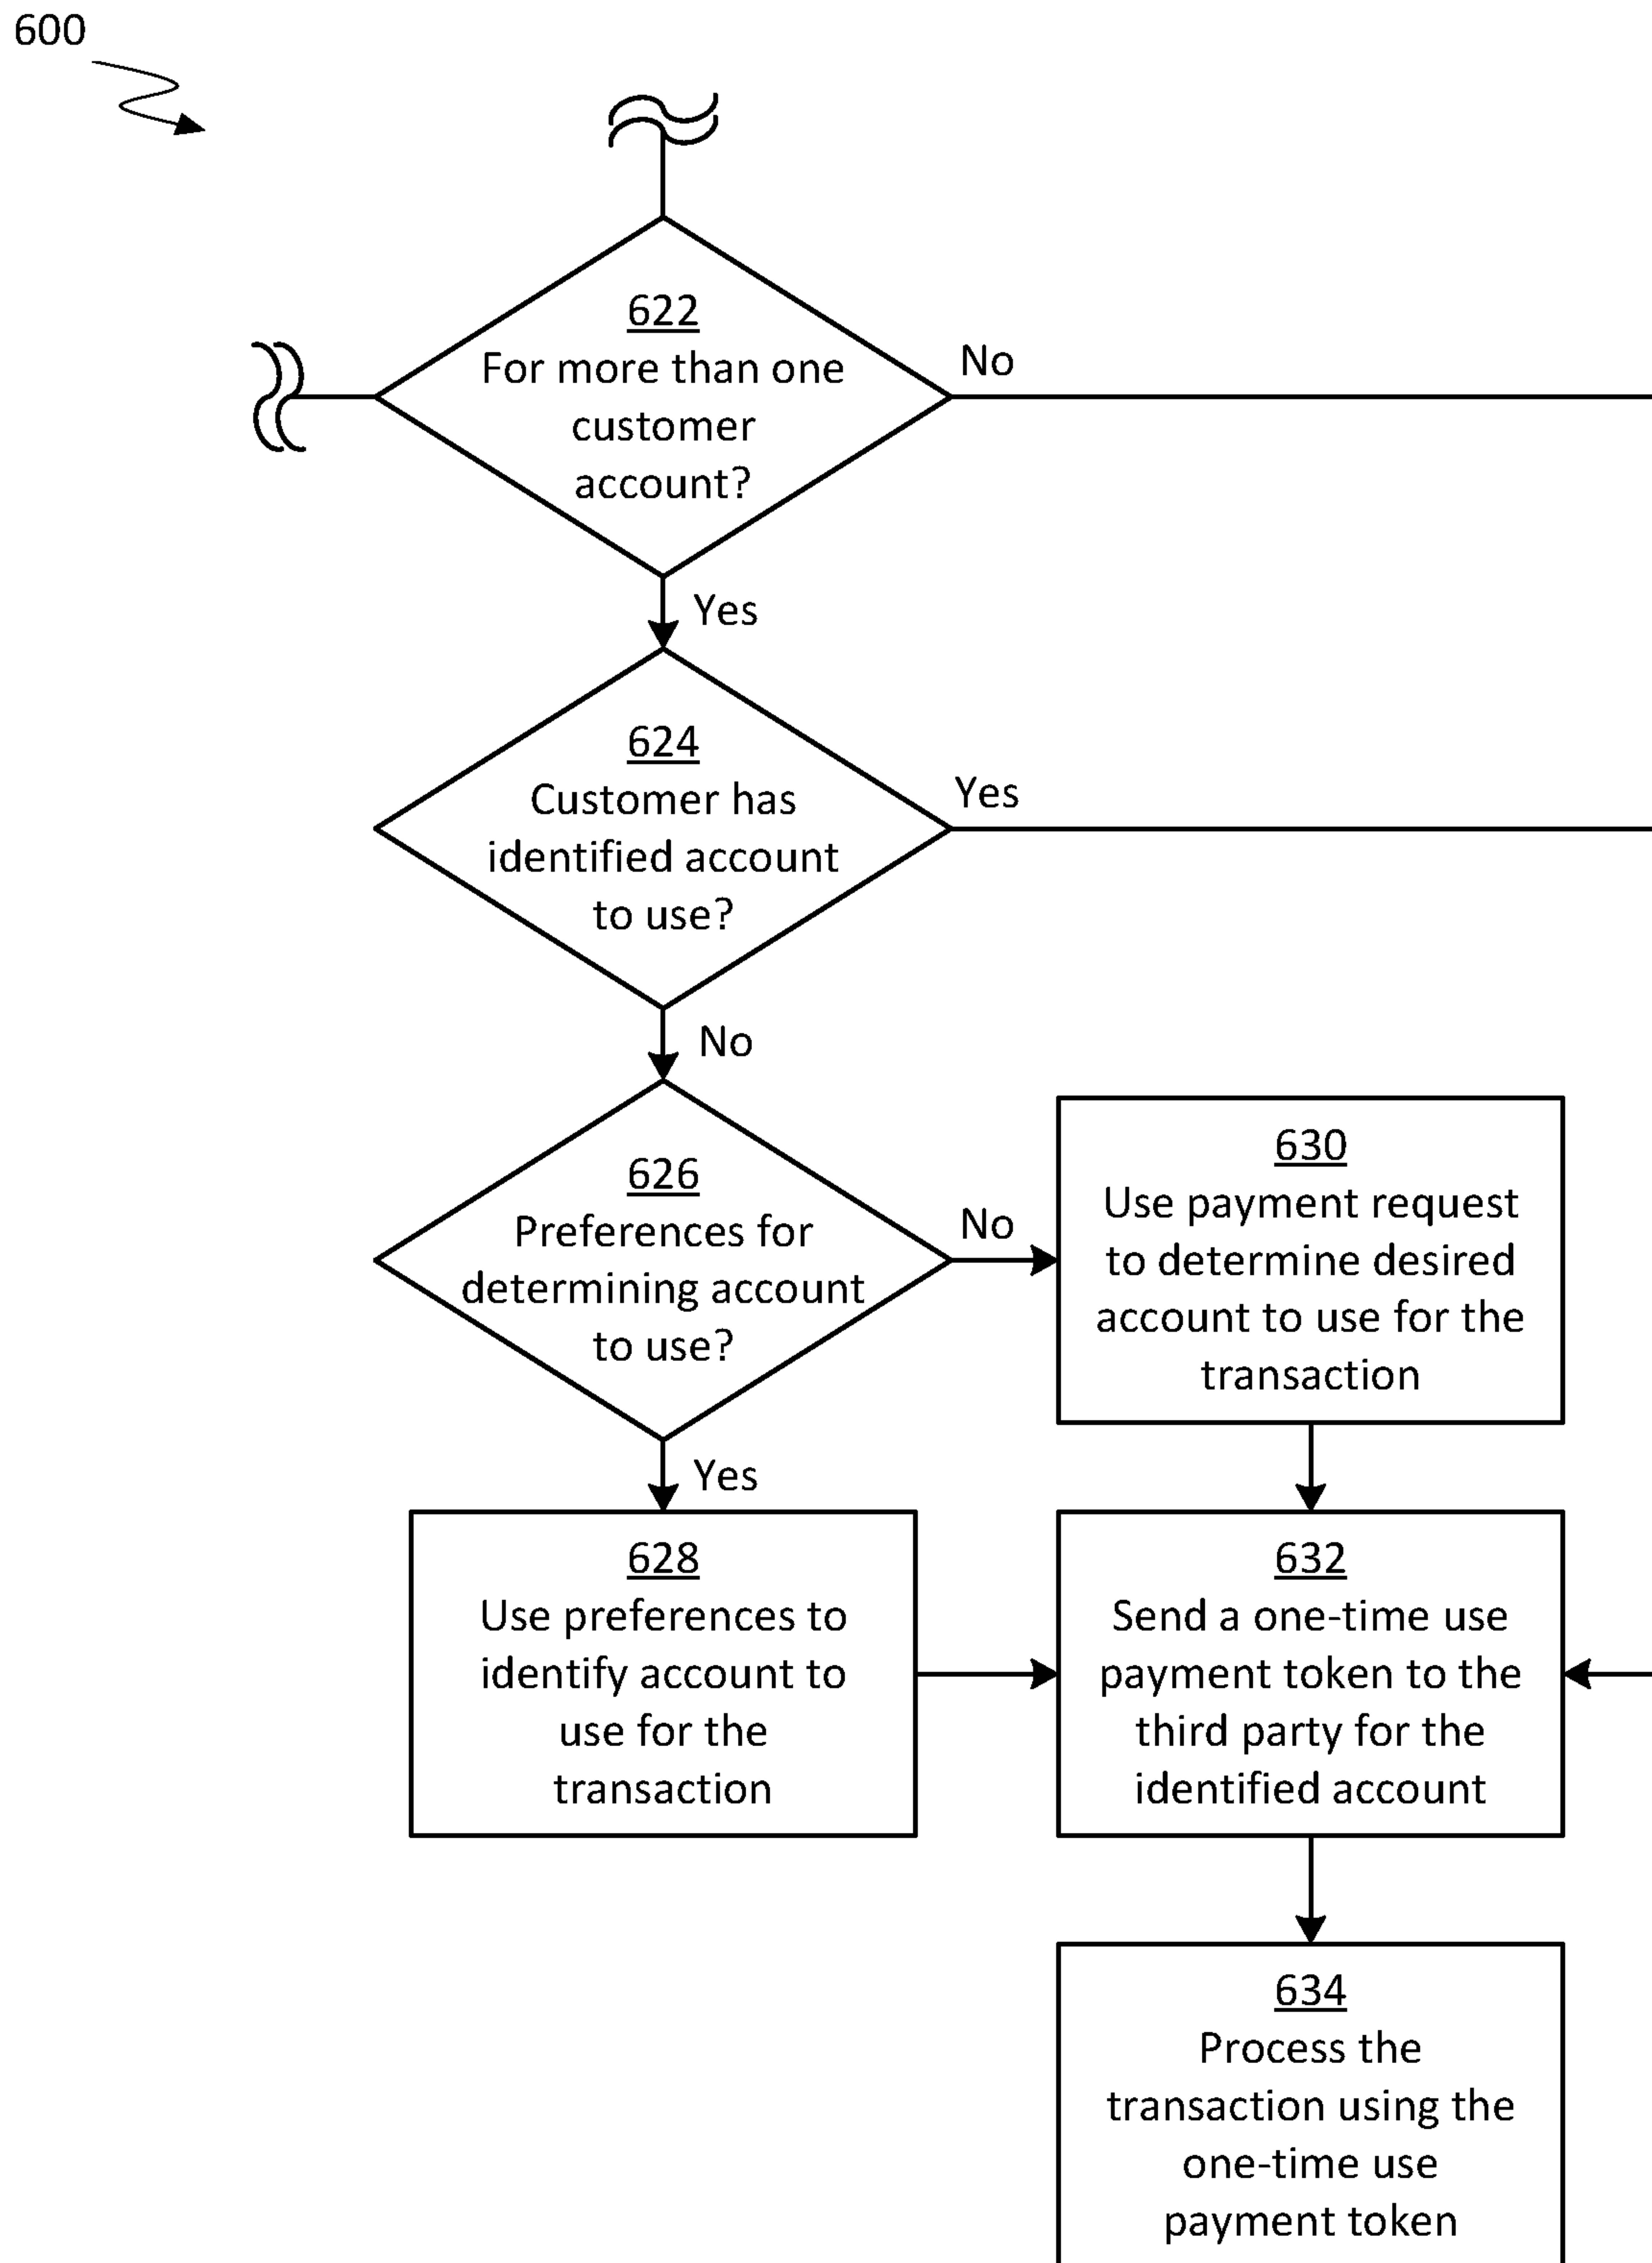 600
622
For more than one
customer
account?
No
Yes
624
Customer has
identified account
to use?
Yes
No
626
Preferences for
determining account
to use?
No
Yes
630
Use payment request
to determine desired
account to use for the
transaction
628
Use preferences to
identify account to
use for the
transaction
632
Send a one-time use
payment token to the
third party for the
identified account
634
Process the
transaction using the
one-time use
payment token